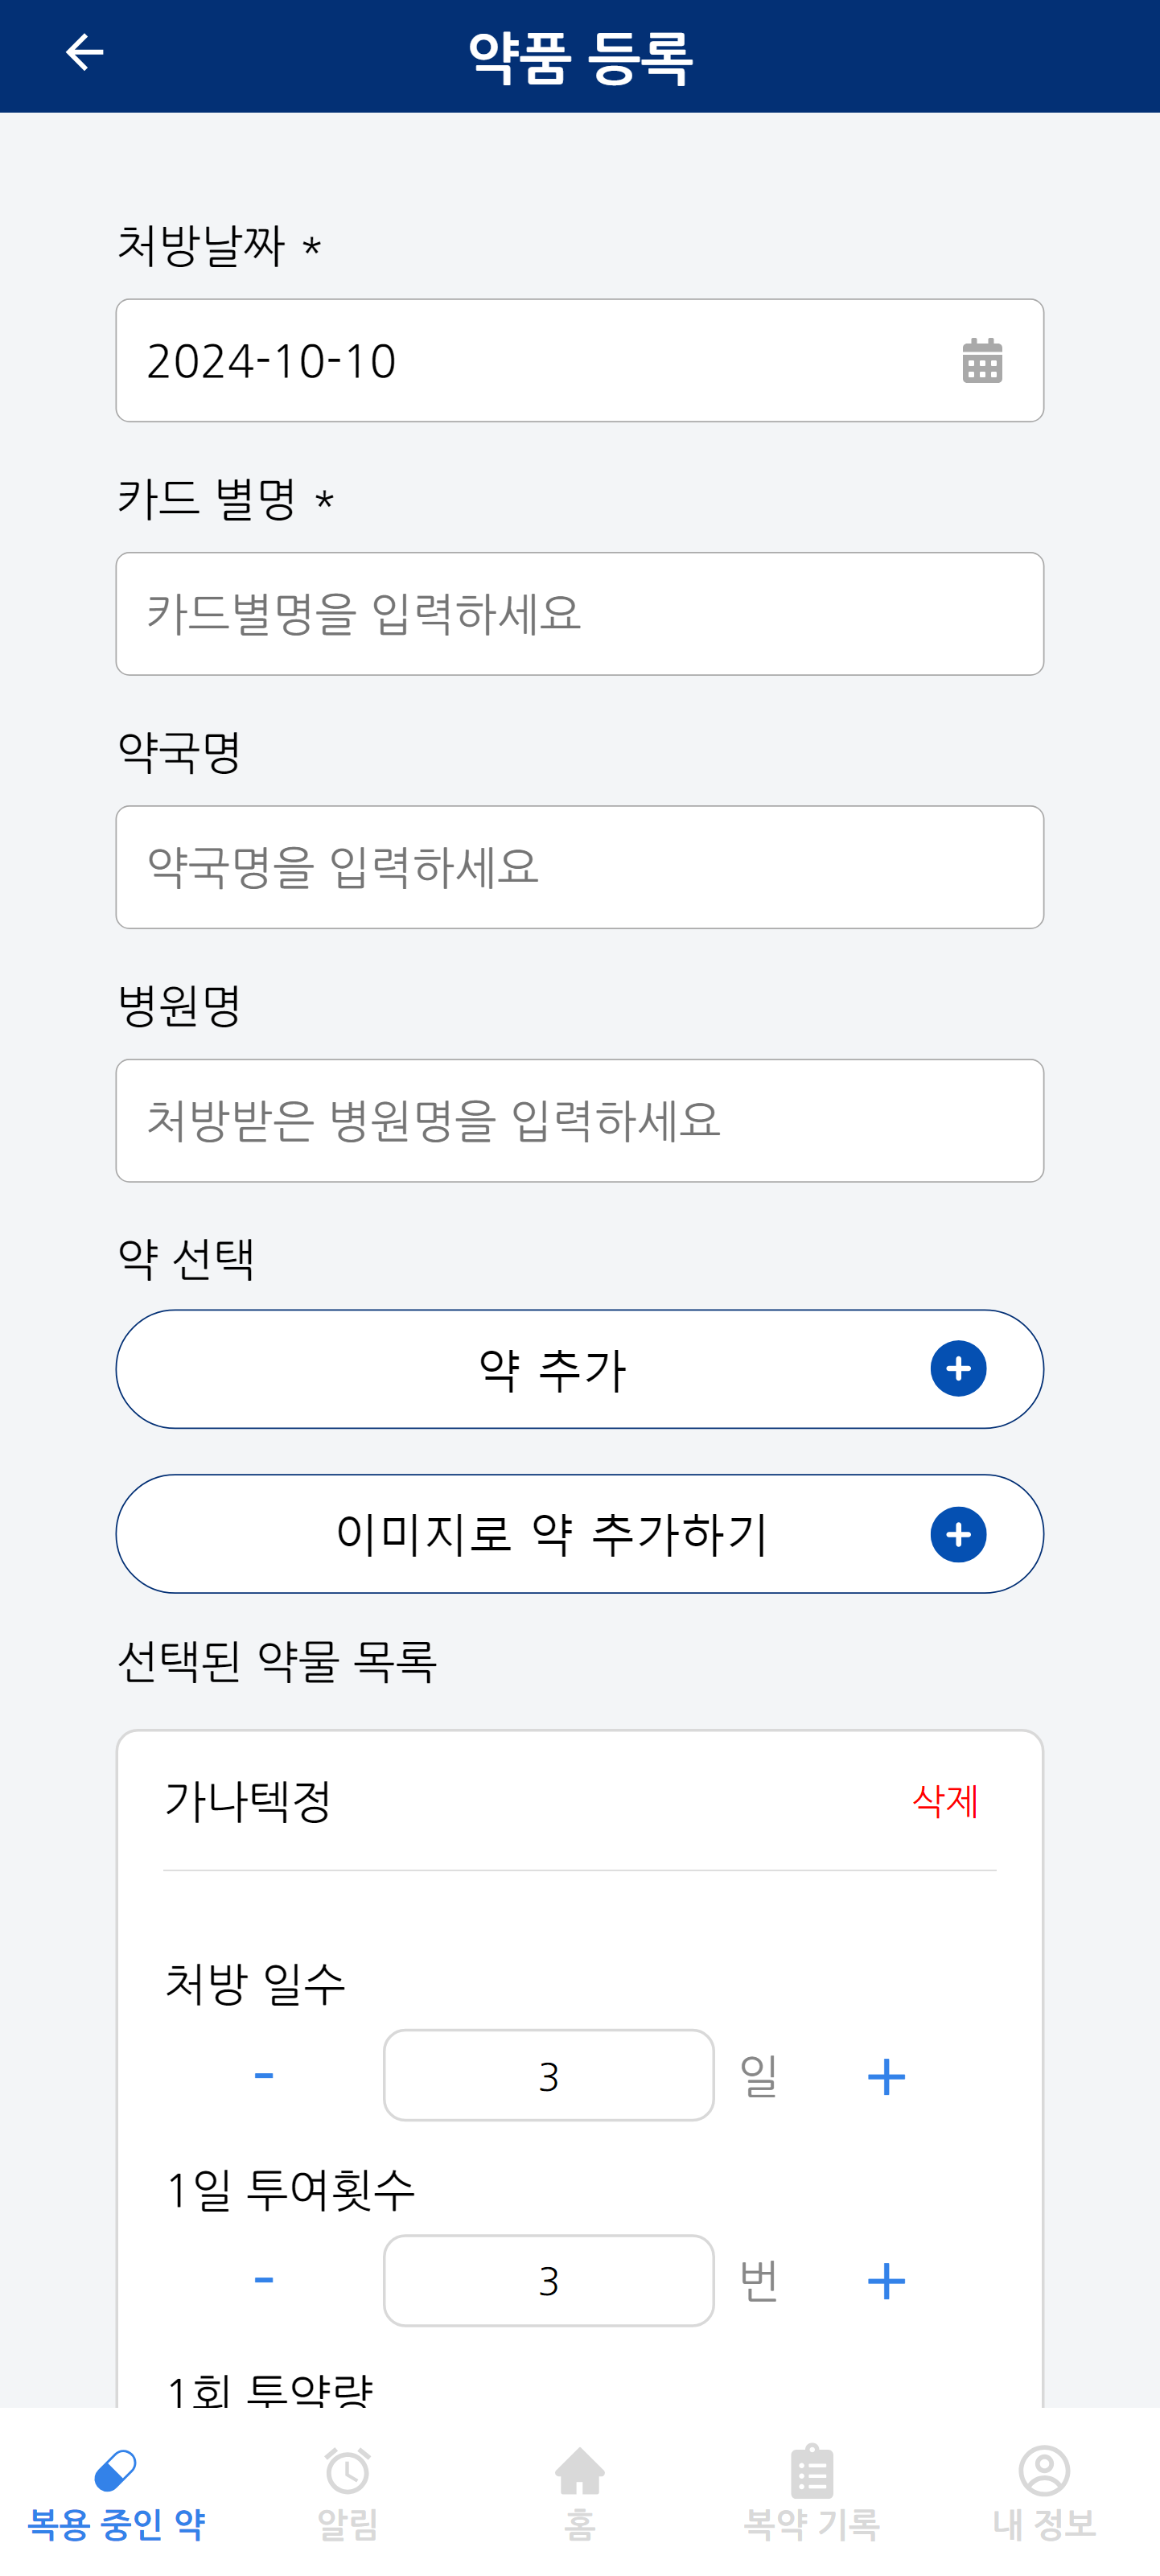 약품 등록
처방날짜 *
2024-10-10
카드 별명 *
카드별명을 입력하세요
약국명
약국명을 입력하세요
병원명
처방받은 병원명을 입력하세요
약 선택
약 추가
이미지로 약 추가하기
선택된 약물 목록
가나텍정 삭제
처방 일수
- 3 일 +
1일 투여횟수
- 3 번 +
1회 투약량
복용 중인 약 알림 홈 복약 기록 내 정보